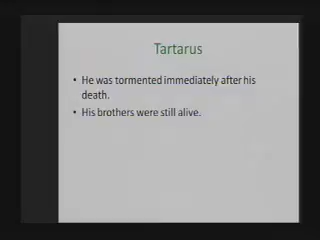 Tartarus
• He was tormented immediately after his
death.
• His brothers were still alive.